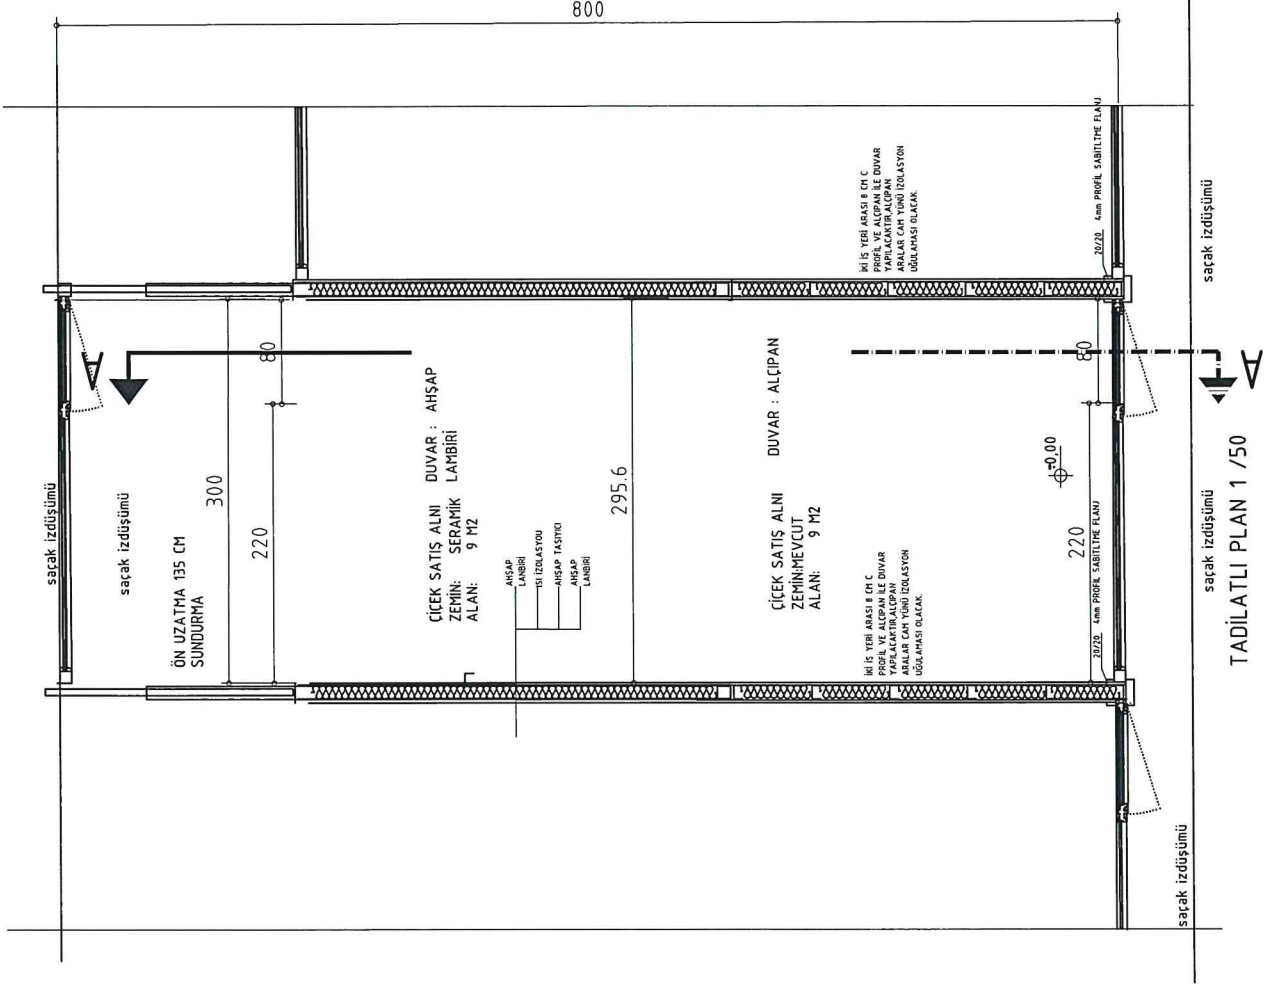 800
saçak izdüşümü
saçak izdüşümü
ÖN UZATMA 135 CM
SUNDURMA
300
220
80
A
ÇİÇEK SATIŞ ALNI
ZEMİN: SERAMİK
ALAN: 9 M2
DUVAR : AHŞAP
LAMBİRİ
AHŞAP
LANBİRİ
ISI İZOLASYOU
AHŞAP TAŞIYICI
AHŞAP
LANBİRİ
295.6
ÇİÇEK SATIŞ ALNI
ZEMİN:MEVCUT
ALAN: 9 M2
DUVAR : ALÇIPAN
İKİ İŞ YERİ ARASI 8 CM C
PROFİL VE ALÇIPAN İLE DUVAR
YAPILACAKTIR,ALÇIPAN
ARALAR CAM YÜNÜ İZOLASYON
UĞULAMASI OLACAK.
İKİ İŞ YERİ ARASI 8 CM C
PROFİL VE ALÇIPAN İLE DUVAR
YAPILACAKTIR,ALÇIPAN
ARALAR CAM YÜNÜ İZOLASYON
UĞULAMASI OLACAK.
±0,00
220
80
20/20 4mm PROFİL SABİTLTME FLANJ
20/20 4mm PROFİL SABİTLTME FLANJ
saçak izdüşümü
saçak izdüşümü
saçak izdüşümü
A
TADİLATLI PLAN 1 /50